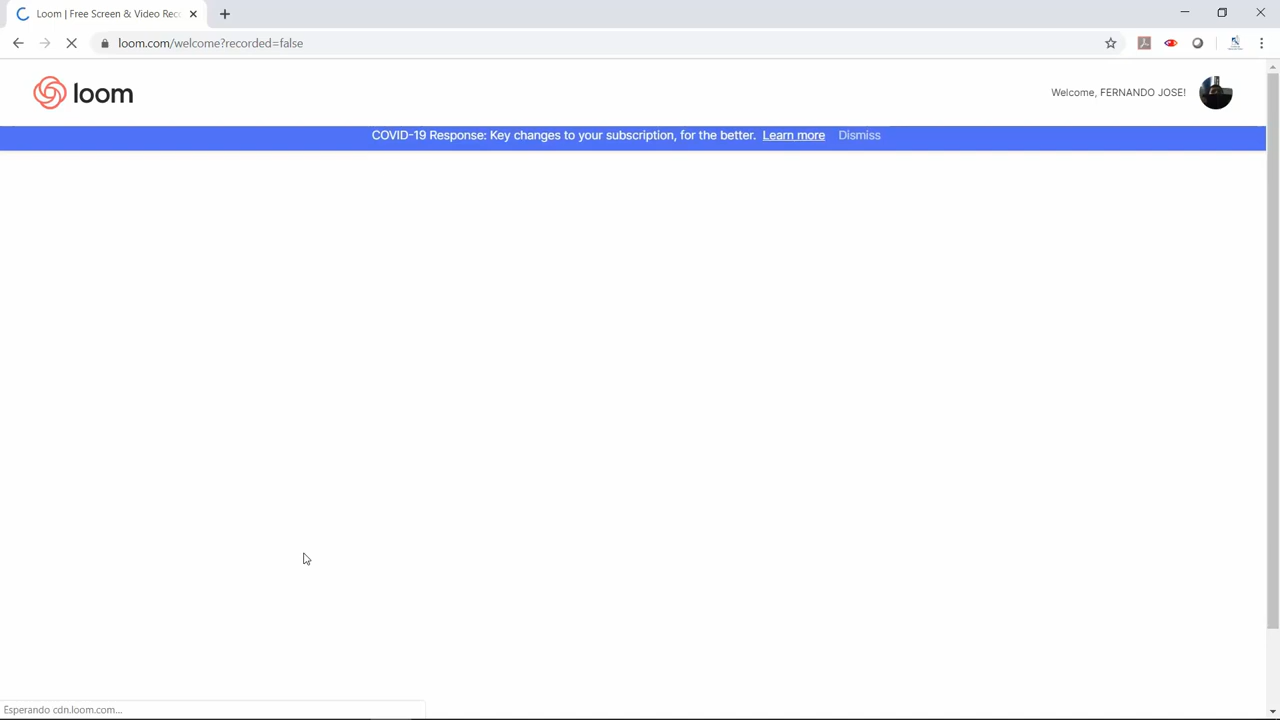 Loom | Free Screen & Video Rec
loom.com/welcome?recorded=false
loom
Welcome, FERNANDO JOSE!
COVID-19 Response: Key changes to your subscription, for the better. Learn more Dismiss
Esperando cdn.loom.com...